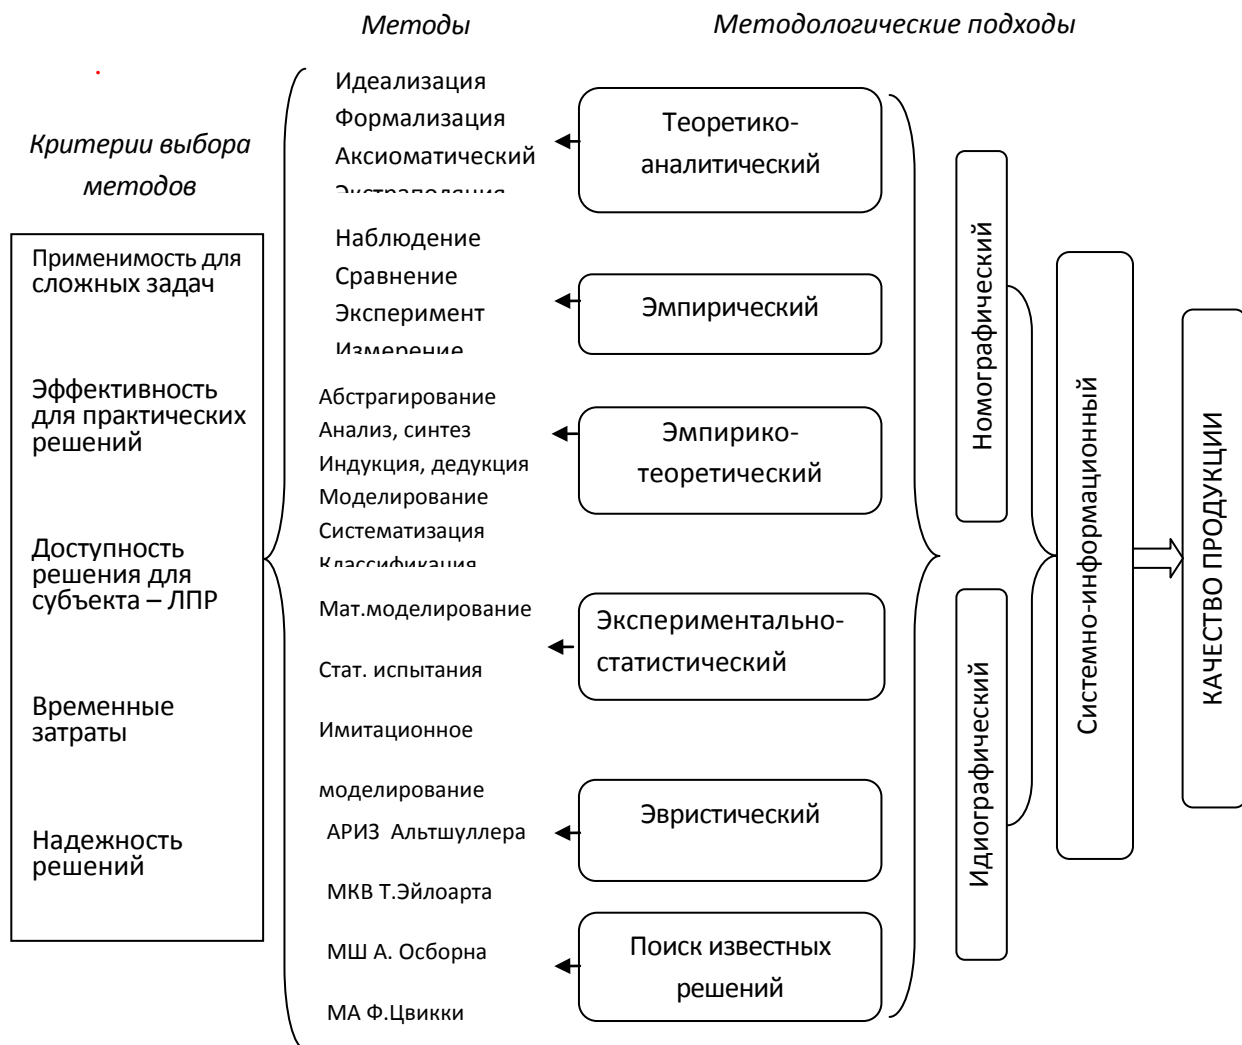 Методы
Методологические подходы
Критерии выбора
методов
Применимость для
сложных задач
Эффективность
для практических
решений
Доступность
решения для
субъекта – ЛПР
Временные
затраты
Надежность
решений
Идеализация
Формализация
Аксиоматический
Экстраполяция
Наблюдение
Сравнение
Эксперимент
Измерение
Абстрагирование
Анализ, синтез
Индукция, дедукция
Моделирование
Систематизация
Классификация
Мат.моделирование
Стат. испытания
Имитационное
моделирование
АРИЗ Альтшуллера
МКВ Т.Эйлоарта
МШ А. Осборна
МА Ф.Цвикки
Теоретико-
аналитический
Эмпирический
Эмпирико-
теоретический
Экспериментально-
статистический
Эвристический
Поиск известных
решений
Номографический
Идиографический
Системно-информационный
КАЧЕСТВО ПРОДУКЦИИ